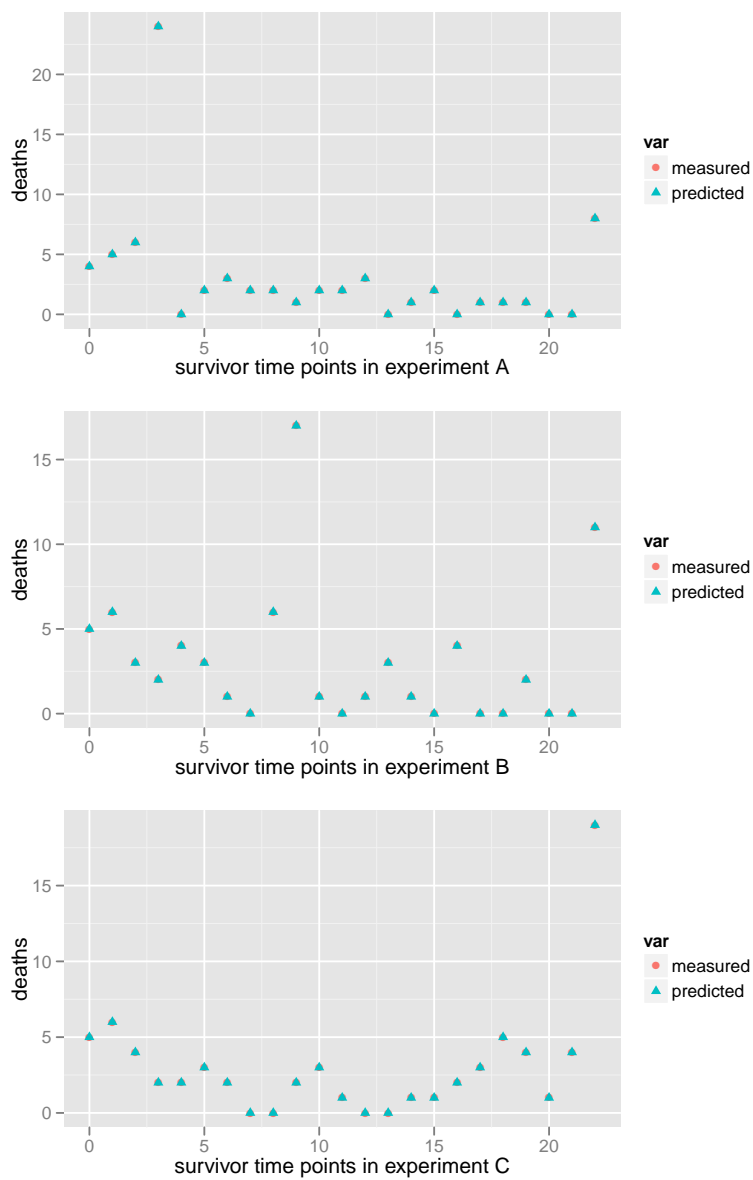 20
15
10
5
0
deaths
0 5 10 15 20
survivor time points in experiment A
var
measured
predicted
15
10
5
0
deaths
0 5 10 15 20
survivor time points in experiment B
var
measured
predicted
15
10
5
0
deaths
0 5 10 15 20
survivor time points in experiment C
var
measured
predicted